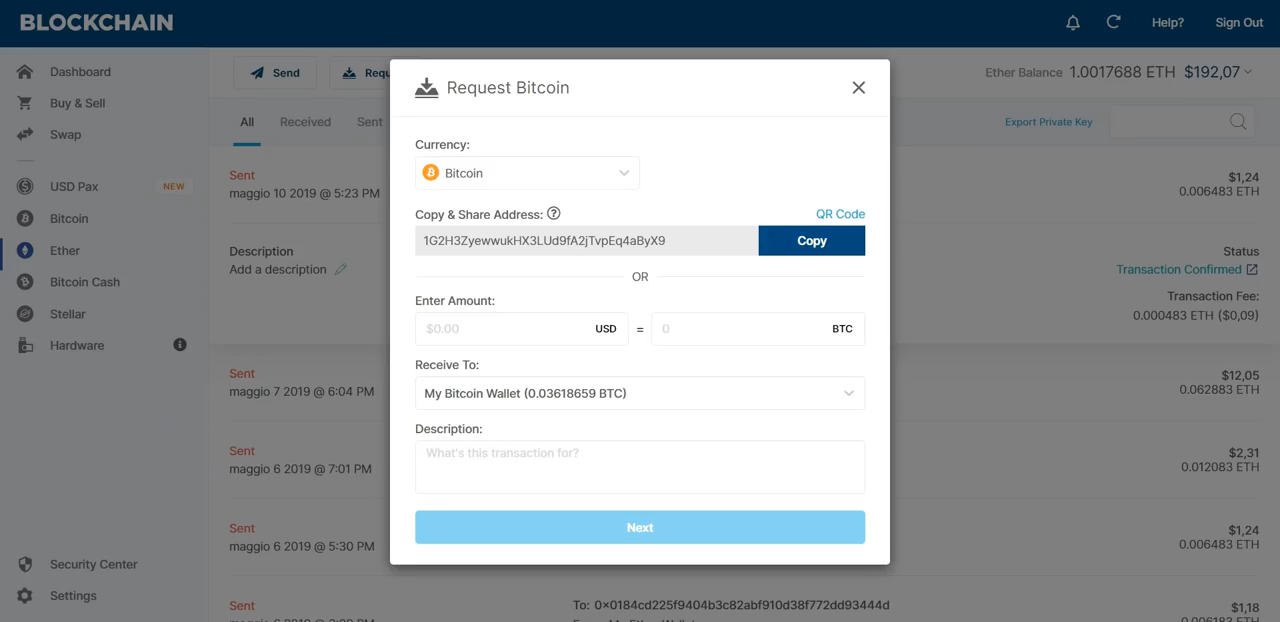 BLOCKCHAIN
Help?
Sign Out
Dashboard
Buy & Sell
Swap
USD Pax
NEW
Bitcoin
Ether
Bitcoin Cash
Stellar
Hardware
Security Center
Settings
Send
Requ
Ether Balance 1.0017688 ETH $192,07
All
Received
Sent
Export Private Key
Sent
maggio 10 2019 @ 5:23 PM
$1,24
0.006483 ETH
Description
Add a description
Status
Transaction Confirmed
Transaction Fee:
0.000483 ETH ($0,09)
Sent
maggio 7 2019 @ 6:04 PM
$12,05
0.062883 ETH
Sent
maggio 6 2019 @ 7:01 PM
$2,31
0.012083 ETH
Sent
maggio 6 2019 @ 5:30 PM
$1,24
0.006483 ETH
Sent
To: 0x0184cd225f9404b3c82abf910d38f772dd93444d
$1,18
Request Bitcoin
Currency:
Bitcoin
Copy & Share Address:
QR Code
1G2H3ZyewwukHX3LUd9fA2jTvpEq4aByX9
Copy
OR
Enter Amount:
$0.00
USD
=
0
BTC
Receive To:
My Bitcoin Wallet (0.03618659 BTC)
Description:
What's this transaction for?
Next